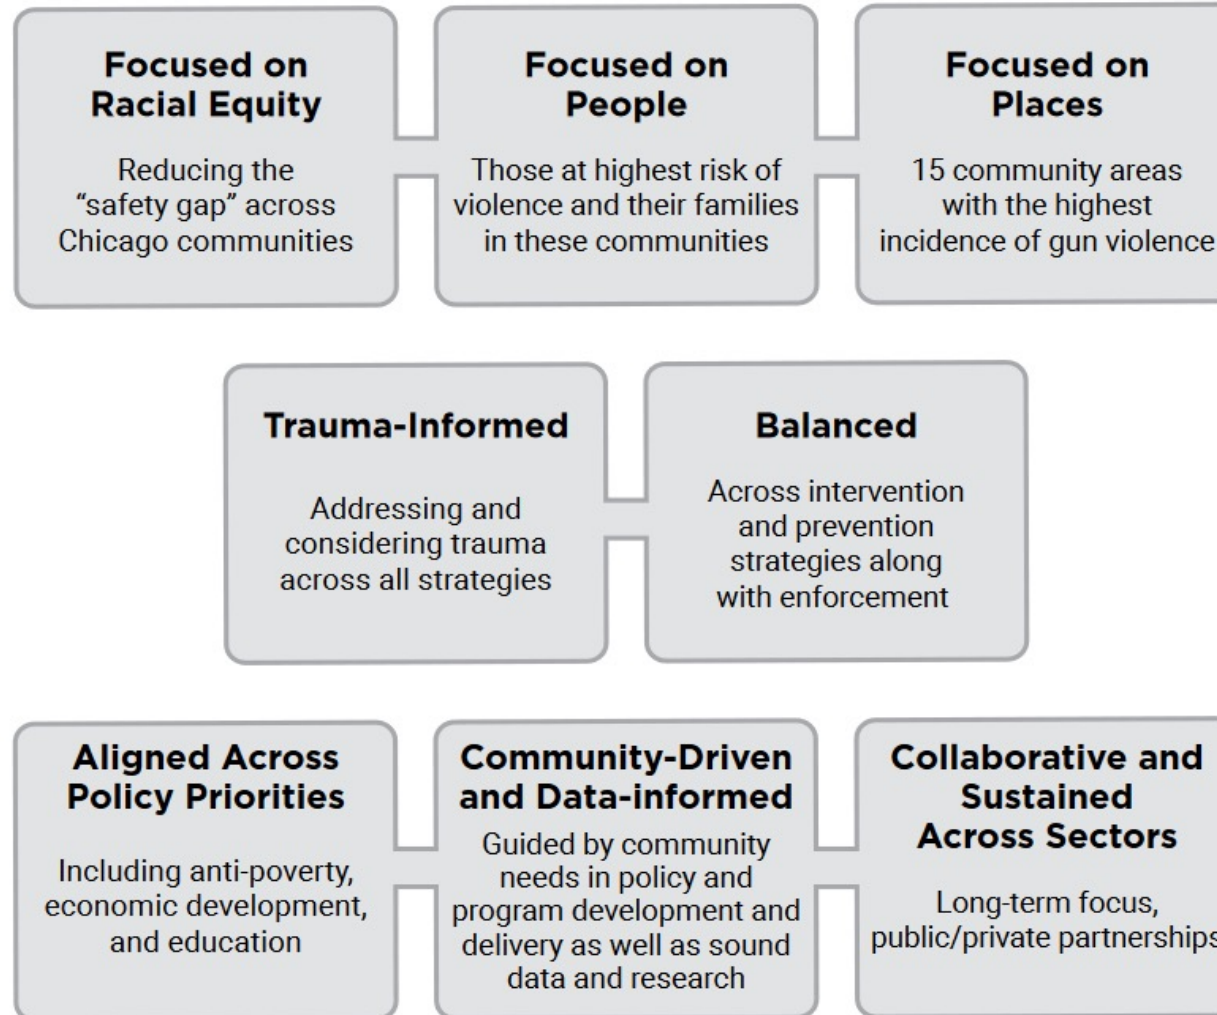 Focused on
Racial Equity
Reducing the
“safety gap” across
Chicago communities
Focused on
People
Those at highest risk of
violence and their families
in these communities
Focused on
Places
15 community areas
with the highest
incidence of gun violence
Trauma-Informed
Addressing and
considering trauma
across all strategies
Balanced
Across intervention
and prevention
strategies along
with enforcement
Aligned Across
Policy Priorities
Including anti-poverty,
economic development,
and education
Community-Driven
and Data-informed
Guided by community
needs in policy and
program development and
delivery as well as sound
data and research
Collaborative and
Sustained
Across Sectors
Long-term focus,
public/private partnerships